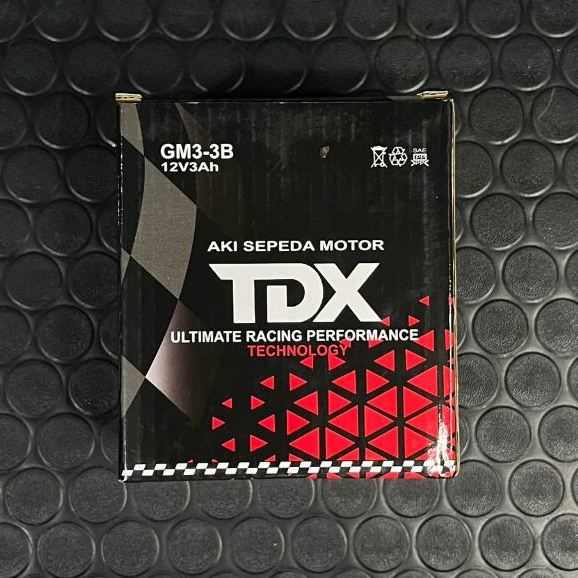 GM3-3B
12V3Ah
SAE
AKI SEPEDA MOTOR
TDX
ULTIMATE RACING PERFORMANCE
TECHNOLOGY